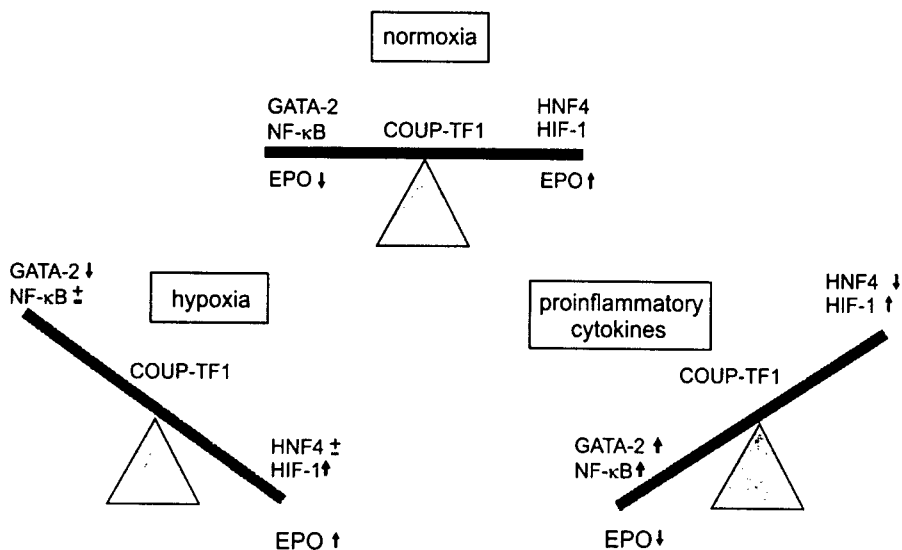 normoxia
GATA-2
NF-κB
COUP-TF1
HNF4
HIF-1
EPO ↓
EPO ↑
GATA-2 ↓
NF-κB ±
hypoxia
COUP-TF1
HNF4 ±
HIF-1 ↑
EPO ↑
proinflammatory
cytokines
HNF4 ↓
HIF-1 ↑
COUP-TF1
GATA-2 ↑
NF-κB ↑
EPO ↓